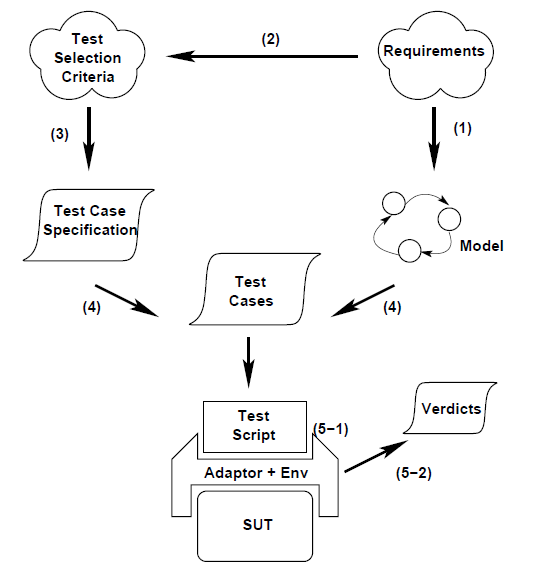 Test
Selection
Criteria
(2)
Requirements
(3)
(1)
Test Case
Specification
Model
(4)
Test
Cases
(4)
Test
Script
(5−1)
Verdicts
Adaptor + Env
(5−2)
SUT